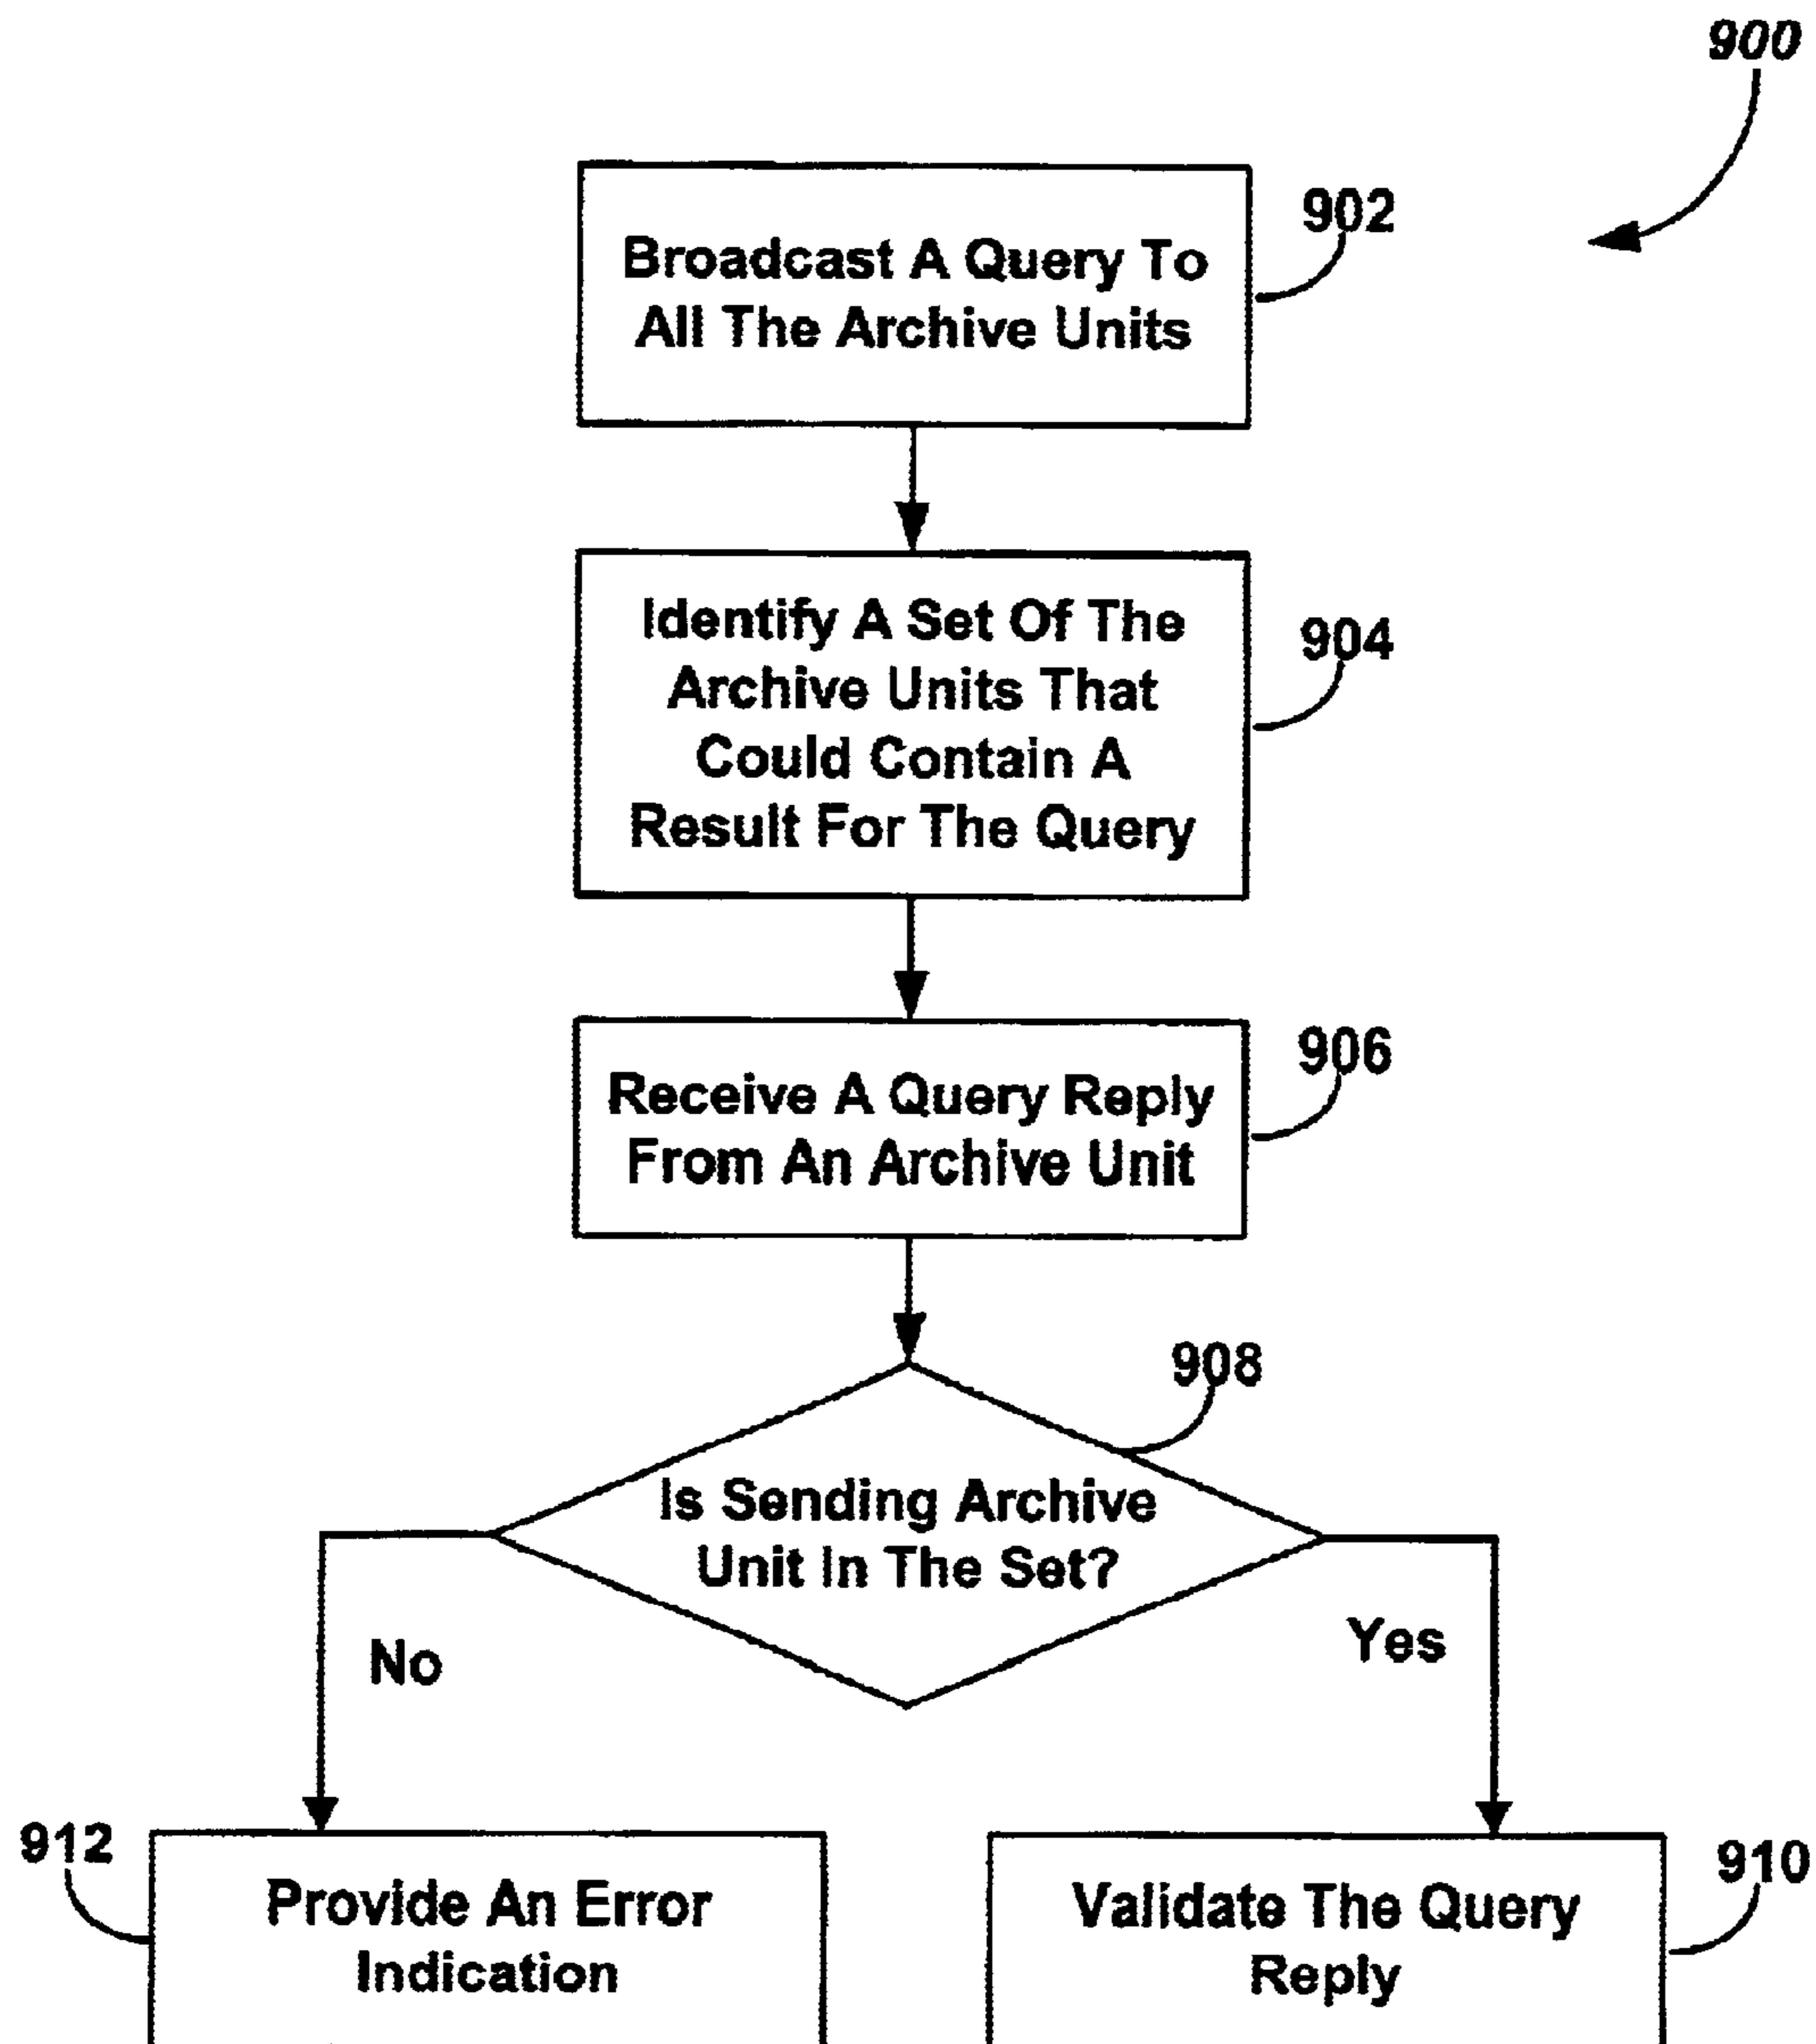 900
902
Broadcast A Query To
All The Archive Units
904
Identify A Set Of The
Archive Units That
Could Contain A
Result For The Query
906
Receive A Query Reply
From An Archive Unit
908
Is Sending Archive
Unit In The Set?
No
Yes
912
Provide An Error
Indication
910
Validate The Query
Reply